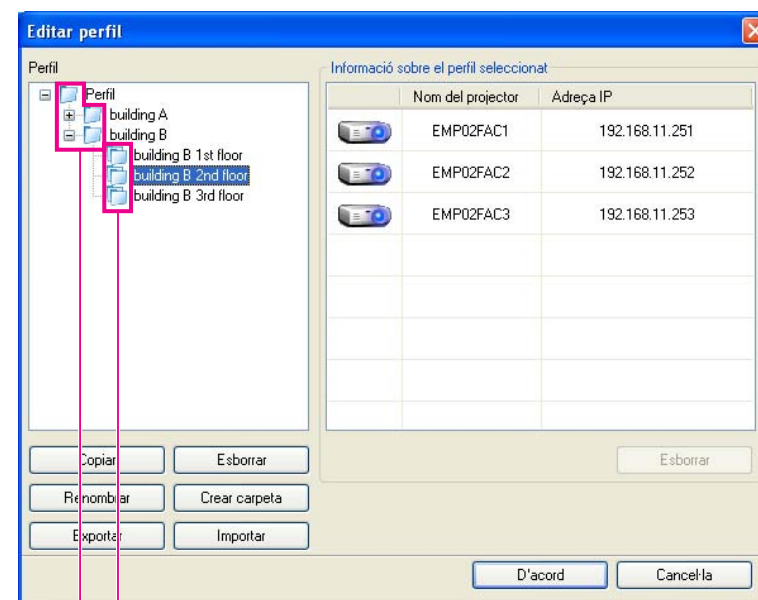 Editar perfil
Perfil
Perfil
building A
building B
building B 1st floor
building B 2nd floor
building B 3rd floor
Informació sobre el perfil seleccionat
Nom del projector Adreça IP
EMP02FAC1 192.168.11.251
EMP02FAC2 192.168.11.252
EMP02FAC3 192.168.11.253
Copiar Esborrar Esborrar
Renombrar Crear carpeta
Exportar Importar
D'acord Cancel·la